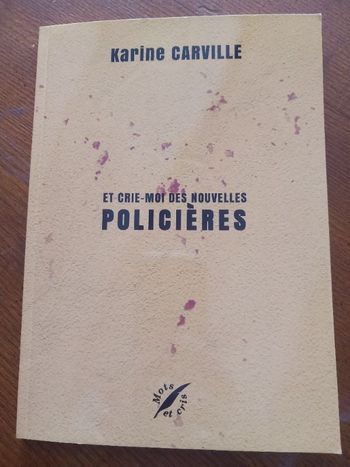 Karine CARVILLE
ET CRIE-MOI DES NOUVELLES
POLICIÈRES
Mots
et cris